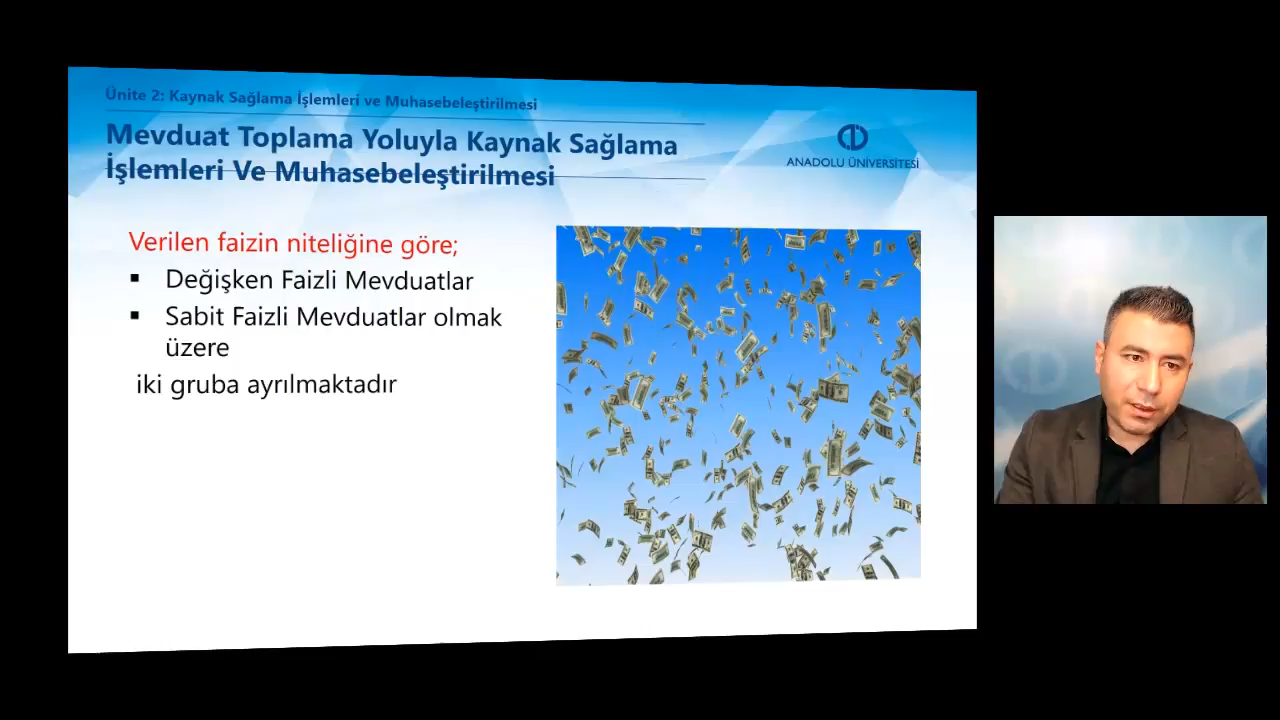 Ünite 2: Kaynak Sağlama İşlemleri ve Muhasebeleştirilmesi
Mevduat Toplama Yoluyla Kaynak Sağlama
İşlemleri Ve Muhasebeleştirilmesi
ANADOLU ÜNİVERSİTESİ
Verilen faizin niteliğine göre;
▪ Değişken Faizli Mevduatlar
▪ Sabit Faizli Mevduatlar olmak
üzere
iki gruba ayrılmaktadır